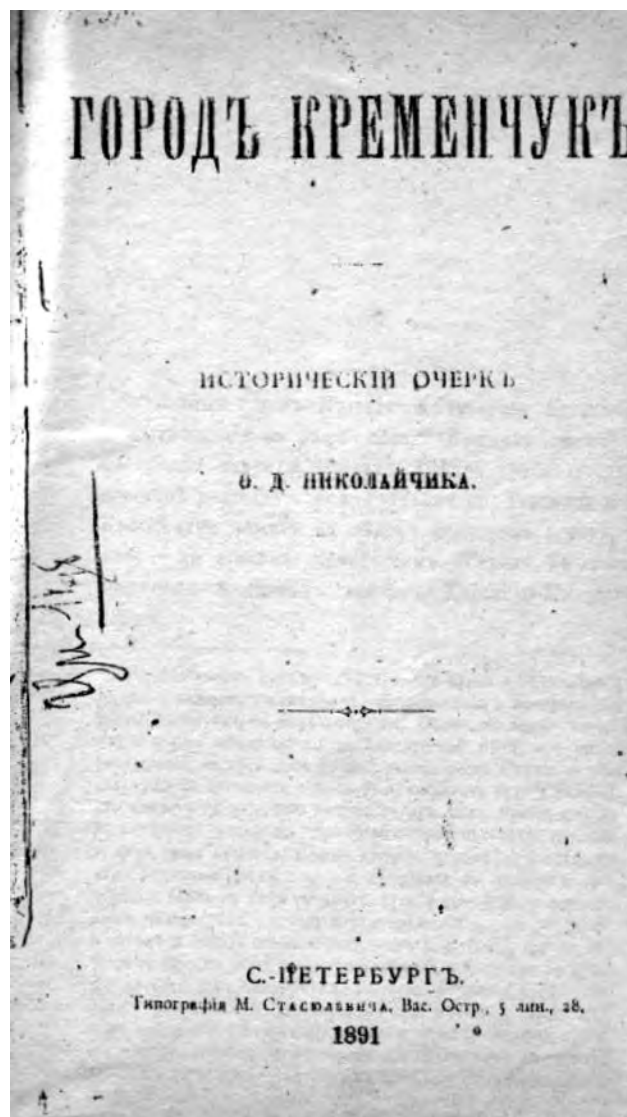 ГОРОДЪ КРЕМЕНЧУКЪ
ИСТОРИЧЕСКІЙ ОЧЕРКЪ
Ѳ. Д. НИКОЛАЙЧИКА.
С.-ПЕТЕРБУРГЪ.
Типографія М. Стасюлевича, Вас. Остр., 5 лин., 28.
1891